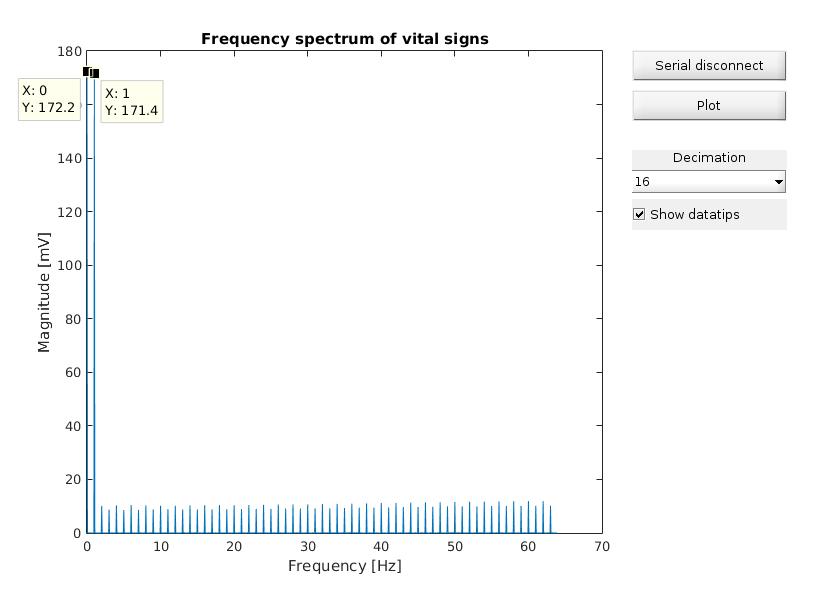 Frequency spectrum of vital signs
180
X: 0
Y: 172.2
X: 1
Y: 171.4
140
120
100
80
60
40
20
0
Magnitude [mV]
0 10 20 30 40 50 60 70
Frequency [Hz]
Serial disconnect
Plot
Decimation
16
Show datatips